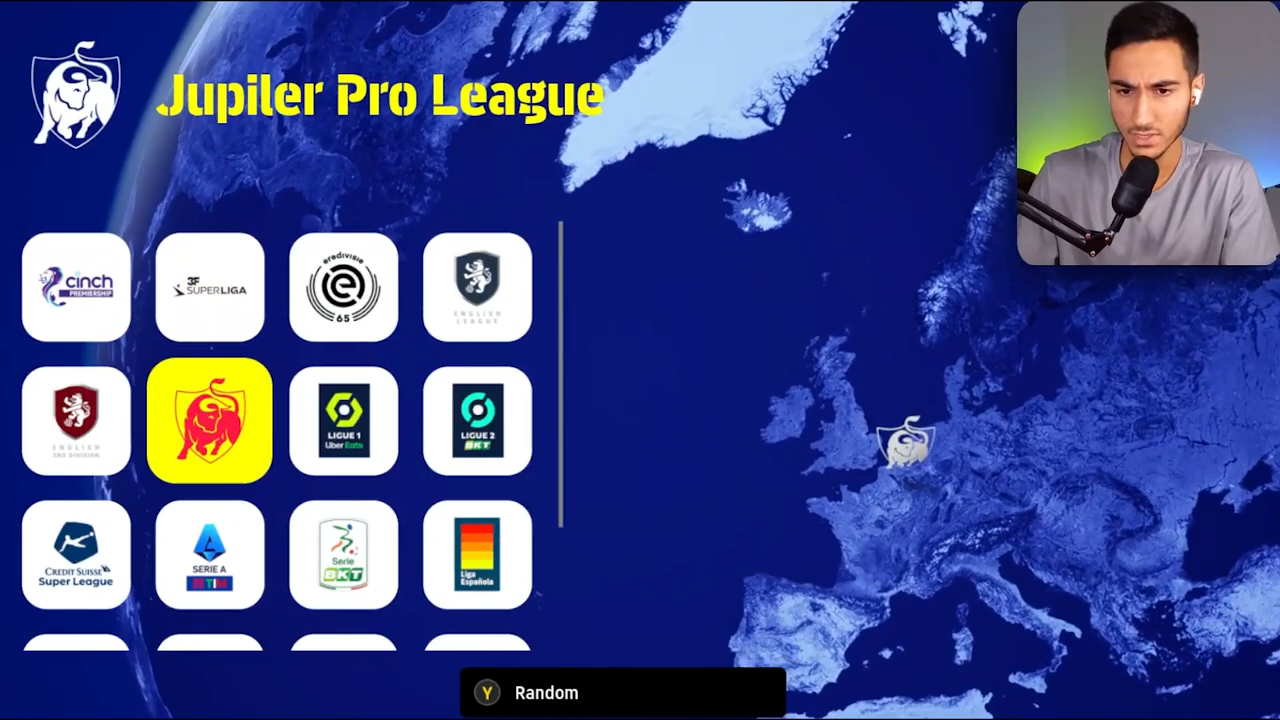 Jupiler Pro League
cinch
PREMIERSHIP
3F
SUPERLIGA
eredivisie
65
ENGLISH
LEAGUE
ENGLISH
2ND DIVISION
LIGUE 1
Uber Eats
LIGUE 2
BKT
CREDIT SUISSE
Super League
SERIE A
TIM
Serie
BKT
Liga
Española
Y Random